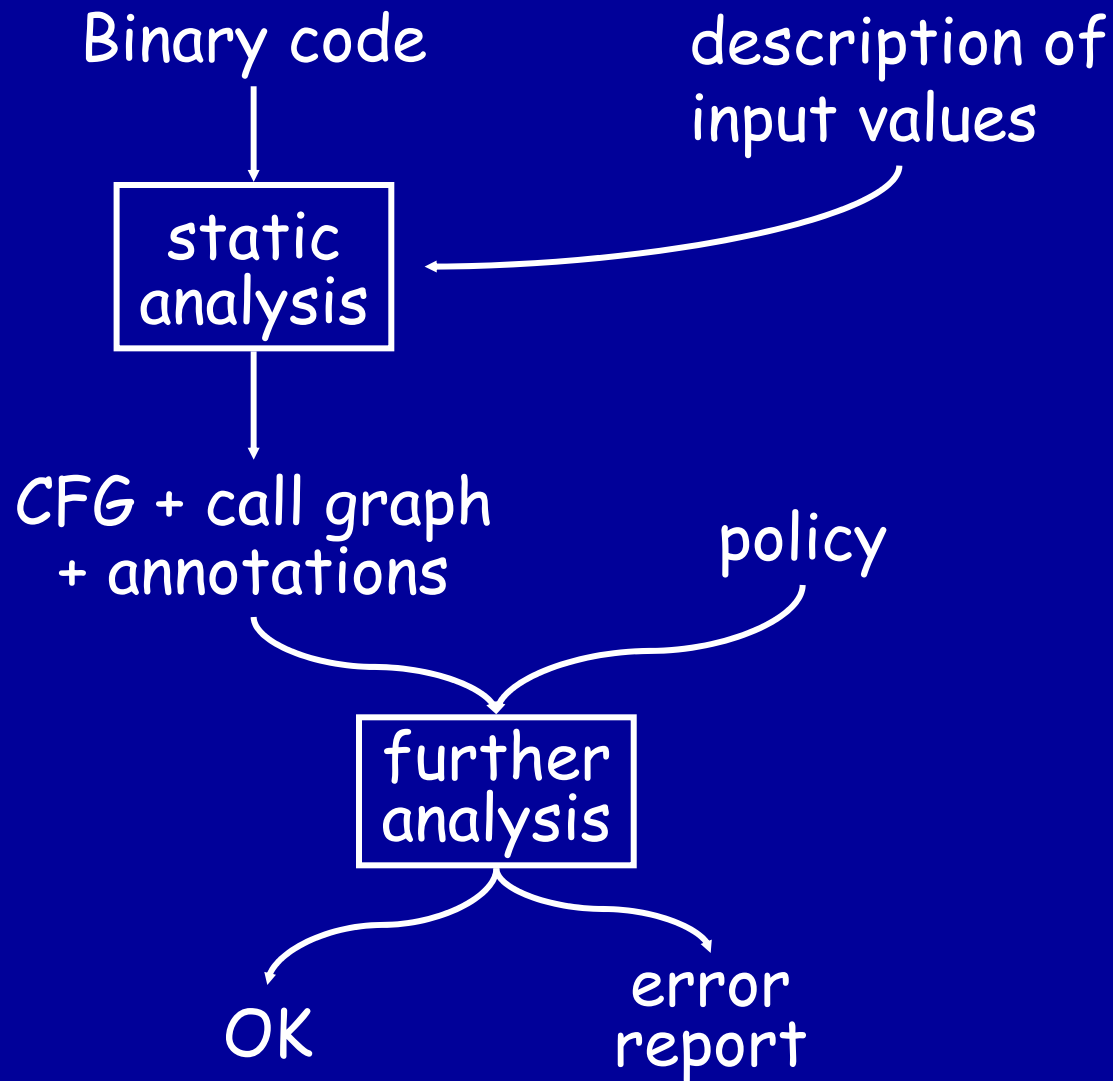 Binary code
description of
input values
static
analysis
CFG + call graph
+ annotations
policy
further
analysis
OK
error
report